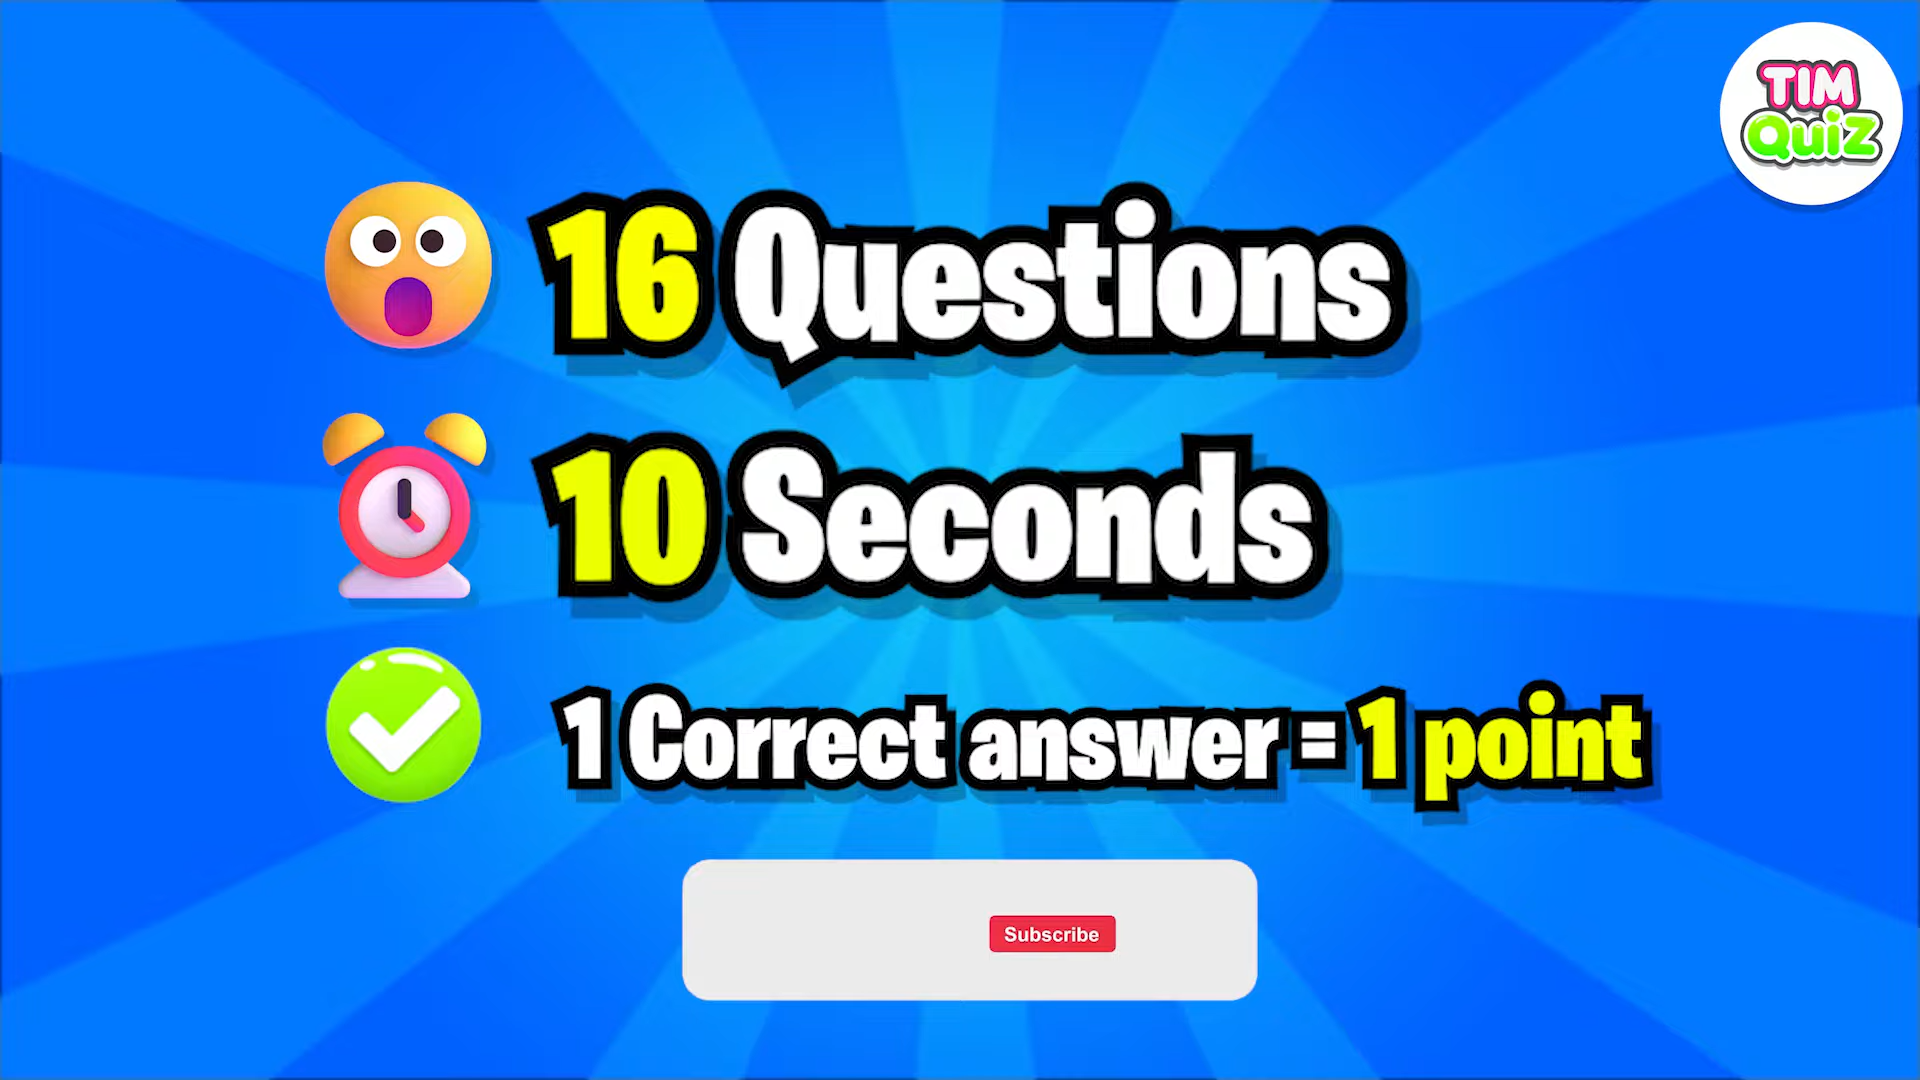 TIM
QuiZ
16 Questions
10 Seconds
1 Correct answer = 1 point
Subscribe